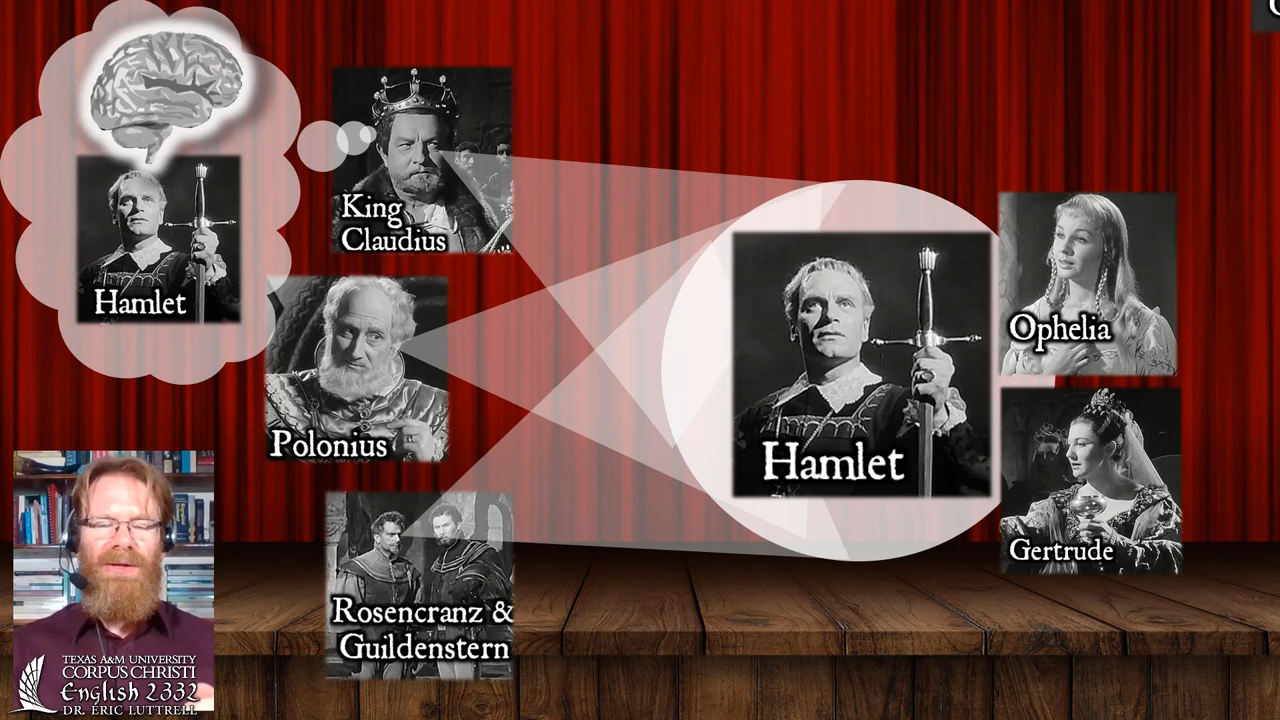 King
Claudius
Hamlet
Polonius
Hamlet
Ophelia
Gertrude
Rosencranz &
Guildenstern
TEXAS A&M UNIVERSITY
CORPUS CHRISTI
English 2332
DR. ERIC LUTTRELL